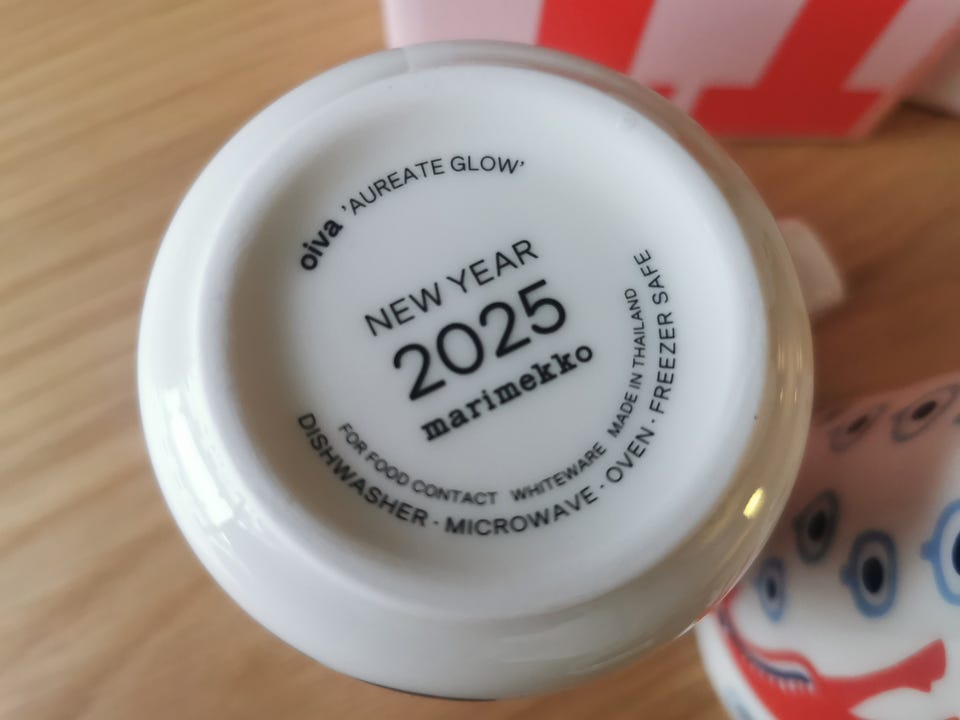 oiva 'AUREATE GLOW'
NEW YEAR
2025
marimekko
FOR FOOD CONTACT WHITEWARE MADE IN THAILAND
DISHWASHER · MICROWAVE · OVEN · FREEZER SAFE